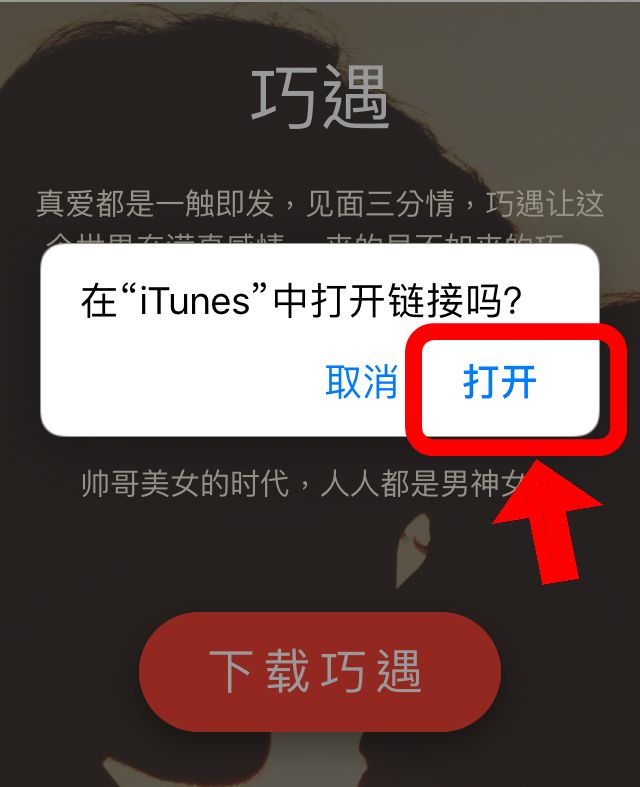 巧遇
真爱都是一触即发，见面三分情，巧遇让这
在“iTunes”中打开链接吗？
取消 打开
帅哥美女的时代，人人都是男神女
下载巧遇